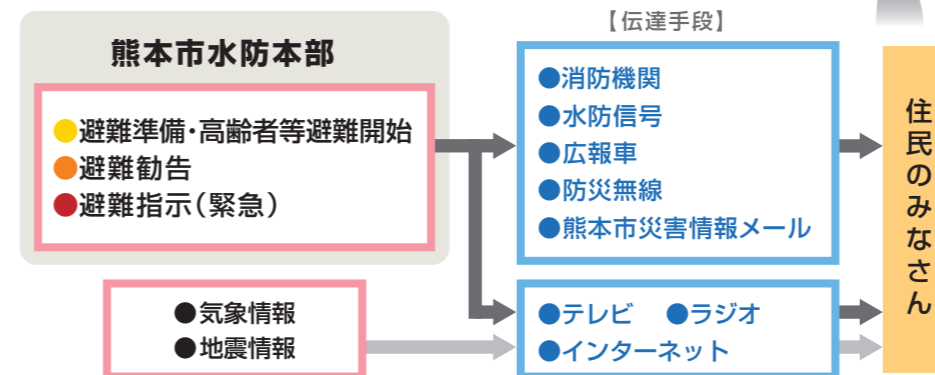 【伝達手段】
熊本市水防本部
●避難準備・高齢者等避難開始
●避難勧告
●避難指示（緊急）
●消防機関
●水防信号
●広報車
●防災無線
●熊本市災害情報メール
●気象情報
●地震情報
●テレビ ●ラジオ
●インターネット
住民のみなさん